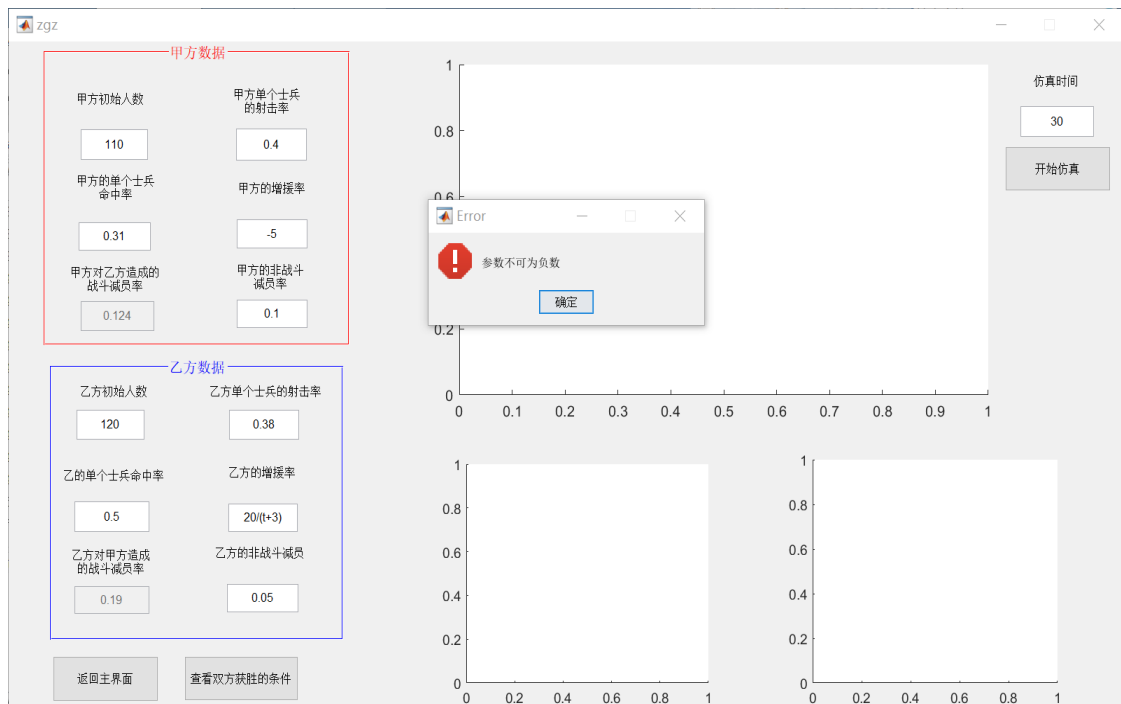 zgz
甲方数据
甲方初始人数
110
甲方单个士兵
的射击率
0.4
甲方的单个士兵
命中率
0.31
甲方的增援率
-5
甲方对乙方造成的
战斗减员率
0.124
甲方的非战斗
减员率
0.1
乙方数据
乙方初始人数
120
乙方单个士兵的射击率
0.38
乙的单个士兵命中率
0.5
乙方的增援率
20/(t+3)
乙方对甲方造成
的战斗减员率
0.19
乙方的非战斗减员
0.05
返回主界面
查看双方获胜的条件
1
0.8
0.6
0.2
0
0 0.1 0.2 0.3 0.4 0.5 0.6 0.7 0.8 0.9 1
Error
参数不可为负数
确定
仿真时间
30
开始仿真
1
0.8
0.6
0.4
0.2
0
0 0.2 0.4 0.6 0.8 1
1
0.8
0.6
0.4
0.2
0
0 0.2 0.4 0.6 0.8 1